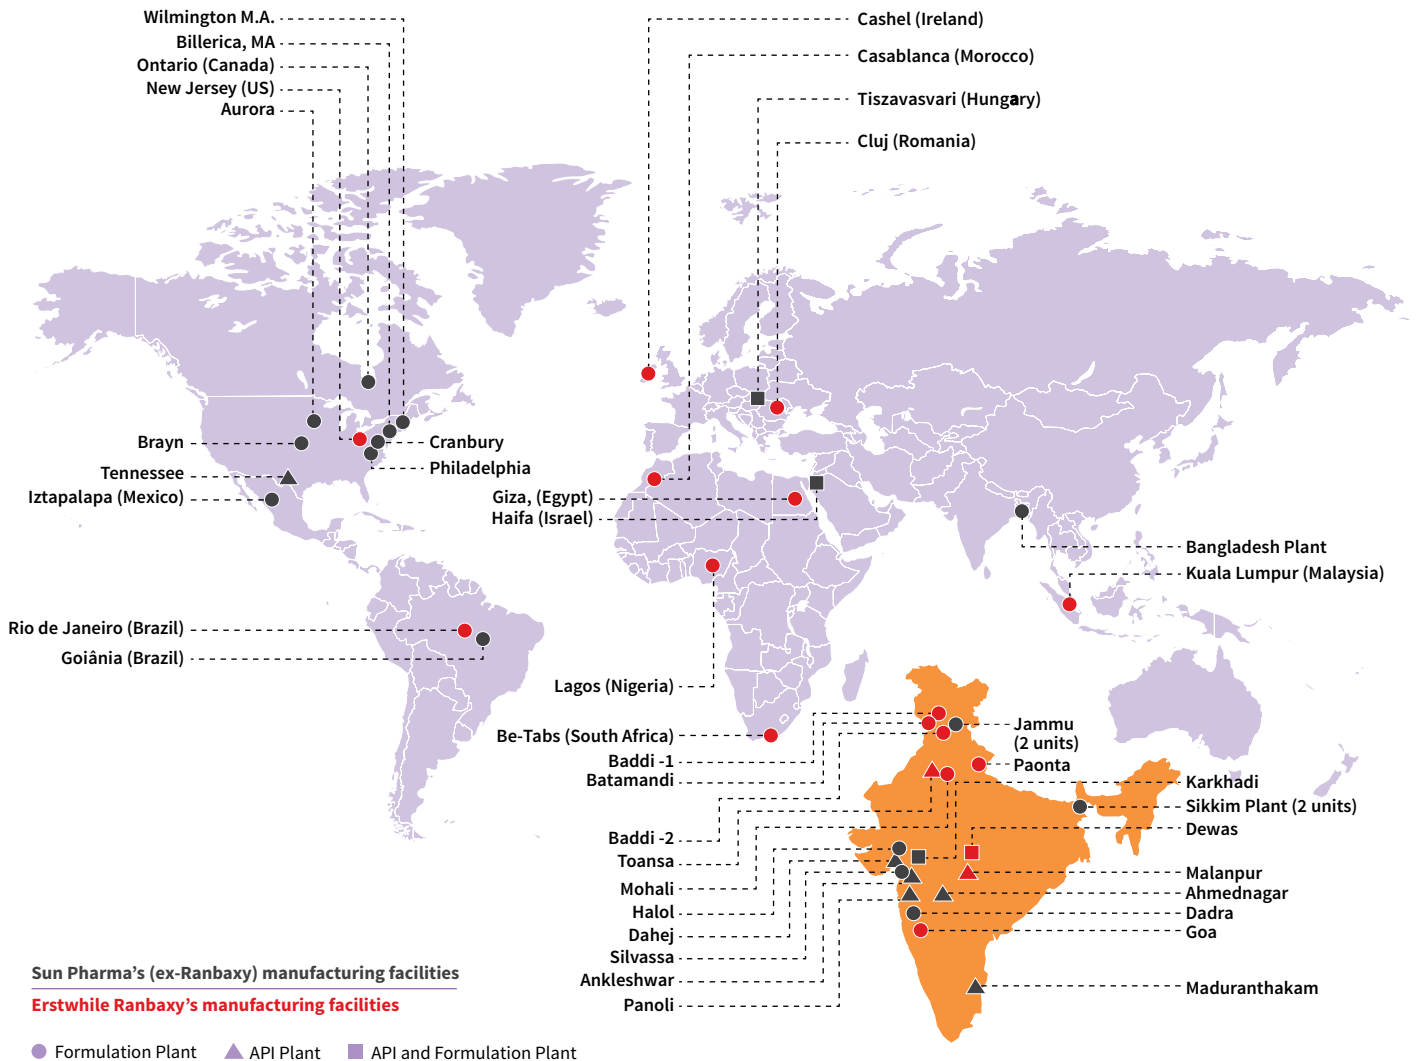 Wilmington M.A.
Billerica, MA
Ontario (Canada)
New Jersey (US)
Aurora
Cashel (Ireland)
Casablanca (Morocco)
Tiszavasvari (Hungary)
Cluj (Romania)
Brayn
Tennessee
Iztapalapa (Mexico)
Cranbury
Philadelphia
Giza, (Egypt)
Haifa (Israel)
Bangladesh Plant
Kuala Lumpur (Malaysia)
Rio de Janeiro (Brazil)
Goiânia (Brazil)
Lagos (Nigeria)
Be-Tabs (South Africa)
Baddi -1
Batamandi
Baddi -2
Toansa
Mohali
Halol
Dahej
Silvassa
Ankleshwar
Panoli
Jammu
(2 units)
Paonta
Karkhadi
Sikkim Plant (2 units)
Dewas
Malanpur
Ahmednagar
Dadra
Goa
Maduranthakam
Sun Pharma’s (ex-Ranbaxy) manufacturing facilities
Erstwhile Ranbaxy’s manufacturing facilities
Formulation Plant
API Plant
API and Formulation Plant